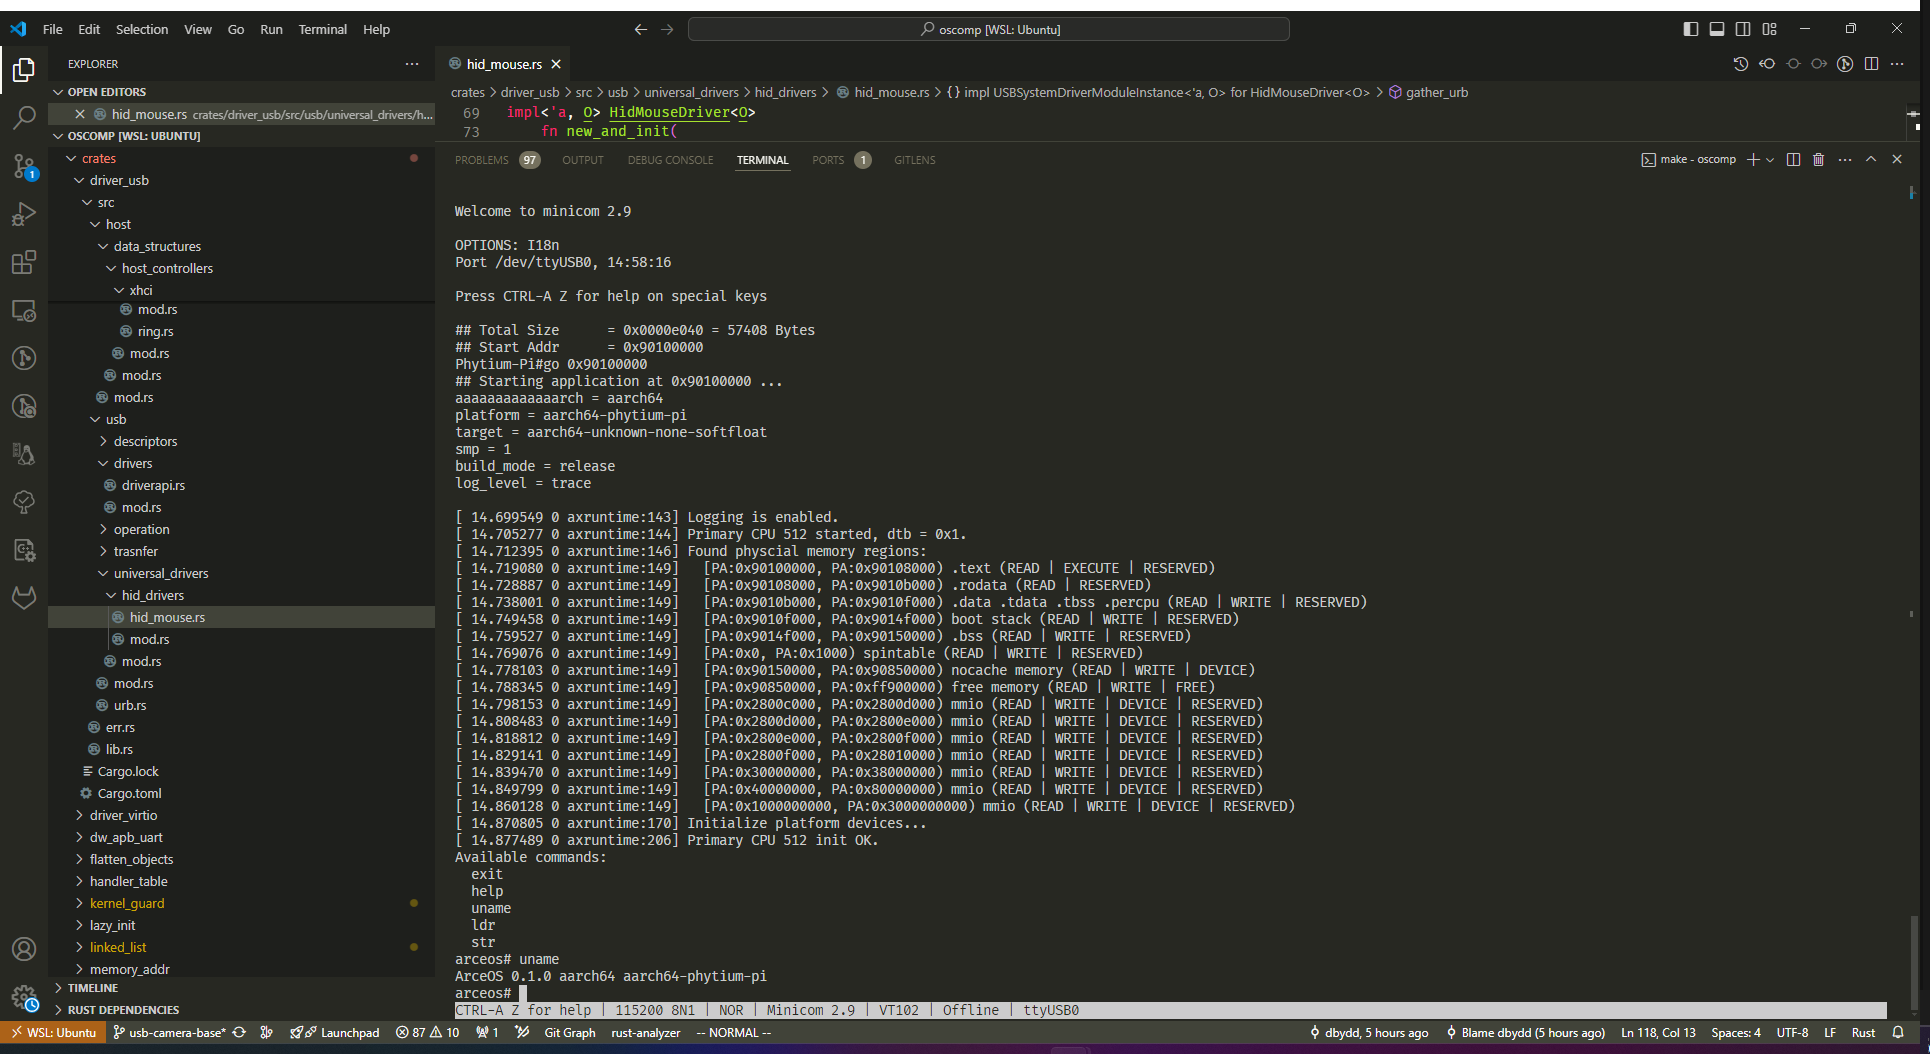 File Edit Selection View Go Run Terminal Help
oscomp [WSL: Ubuntu]
EXPLORER
OPEN EDITORS
hid_mouse.rs crates/driver_usb/src/usb/universal_drivers/h...
OSCOMP [WSL: UBUNTU]
crates
driver_usb
src
host
data_structures
host_controllers
xhci
mod.rs
ring.rs
mod.rs
mod.rs
mod.rs
usb
descriptors
drivers
driverapi.rs
mod.rs
operation
trasnfer
universal_drivers
hid_drivers
hid_mouse.rs
mod.rs
mod.rs
mod.rs
urb.rs
err.rs
lib.rs
Cargo.lock
Cargo.toml
driver_virtio
dw_apb_uart
flatten_objects
handler_table
kernel_guard
lazy_init
linked_list
memory_addr
TIMELINE
RUST DEPENDENCIES
1
hid_mouse.rs
crates > driver_usb > src > usb > universal_drivers > hid_drivers > hid_mouse.rs > {} impl USBSystemDriverModuleInstance<'a, O> for HidMouseDriver<O> > gather_urb
69 impl<'a, O> HidMouseDriver<O>
73 fn new_and_init(
PROBLEMS 97 OUTPUT DEBUG CONSOLE TERMINAL PORTS 1 GITLENS
make - oscomp
Welcome to minicom 2.9
OPTIONS: I18n
Port /dev/ttyUSB0, 14:58:16
Press CTRL-A Z for help on special keys
## Total Size      = 0x0000e040 = 57408 Bytes
## Start Addr      = 0x90100000
Phytium-Pi#go 0x90100000
## Starting application at 0x90100000 ...
aaaaaaaaaaaaarch = aarch64
platform = aarch64-phytium-pi
target = aarch64-unknown-none-softfloat
smp = 1
build_mode = release
log_level = trace
[ 14.699549 0 axruntime:143] Logging is enabled.
[ 14.705277 0 axruntime:144] Primary CPU 512 started, dtb = 0x1.
[ 14.712395 0 axruntime:146] Found physcial memory regions:
[ 14.719080 0 axruntime:149]   [PA:0x90100000, PA:0x90108000) .text (READ | EXECUTE | RESERVED)
[ 14.728887 0 axruntime:149]   [PA:0x90108000, PA:0x9010b000) .rodata (READ | RESERVED)
[ 14.738001 0 axruntime:149]   [PA:0x9010b000, PA:0x9010f000) .data .tdata .tbss .percpu (READ | WRITE | RESERVED)
[ 14.749458 0 axruntime:149]   [PA:0x9010f000, PA:0x9014f000) boot stack (READ | WRITE | RESERVED)
[ 14.759527 0 axruntime:149]   [PA:0x9014f000, PA:0x90150000) .bss (READ | WRITE | RESERVED)
[ 14.769076 0 axruntime:149]   [PA:0x0, PA:0x1000) spintable (READ | WRITE | RESERVED)
[ 14.778103 0 axruntime:149]   [PA:0x90150000, PA:0x90850000) nocache memory (READ | WRITE | DEVICE)
[ 14.788345 0 axruntime:149]   [PA:0x90850000, PA:0xff900000) free memory (READ | WRITE | FREE)
[ 14.798153 0 axruntime:149]   [PA:0x2800c000, PA:0x2800d000) mmio (READ | WRITE | DEVICE | RESERVED)
[ 14.808483 0 axruntime:149]   [PA:0x2800d000, PA:0x2800e000) mmio (READ | WRITE | DEVICE | RESERVED)
[ 14.818812 0 axruntime:149]   [PA:0x2800e000, PA:0x2800f000) mmio (READ | WRITE | DEVICE | RESERVED)
[ 14.829141 0 axruntime:149]   [PA:0x2800f000, PA:0x28010000) mmio (READ | WRITE | DEVICE | RESERVED)
[ 14.839470 0 axruntime:149]   [PA:0x30000000, PA:0x38000000) mmio (READ | WRITE | DEVICE | RESERVED)
[ 14.849799 0 axruntime:149]   [PA:0x40000000, PA:0x80000000) mmio (READ | WRITE | DEVICE | RESERVED)
[ 14.860128 0 axruntime:149]   [PA:0x1000000000, PA:0x3000000000) mmio (READ | WRITE | DEVICE | RESERVED)
[ 14.870805 0 axruntime:170] Initialize platform devices...
[ 14.877489 0 axruntime:206] Primary CPU 512 init OK.
Available commands:
  exit
  help
  uname
  ldr
  str
arceos# uname
ArceOS 0.1.0 aarch64 aarch64-phytium-pi
arceos#
CTRL-A Z for help | 115200 8N1 | NOR | Minicom 2.9 | VT102 | Offline | ttyUSB0
WSL: Ubuntu usb-camera-base* Launchpad 87 10 1 Git Graph rust-analyzer -- NORMAL -- dbydd, 5 hours ago Blame dbydd (5 hours ago) Ln 118, Col 13 Spaces: 4 UTF-8 LF Rust